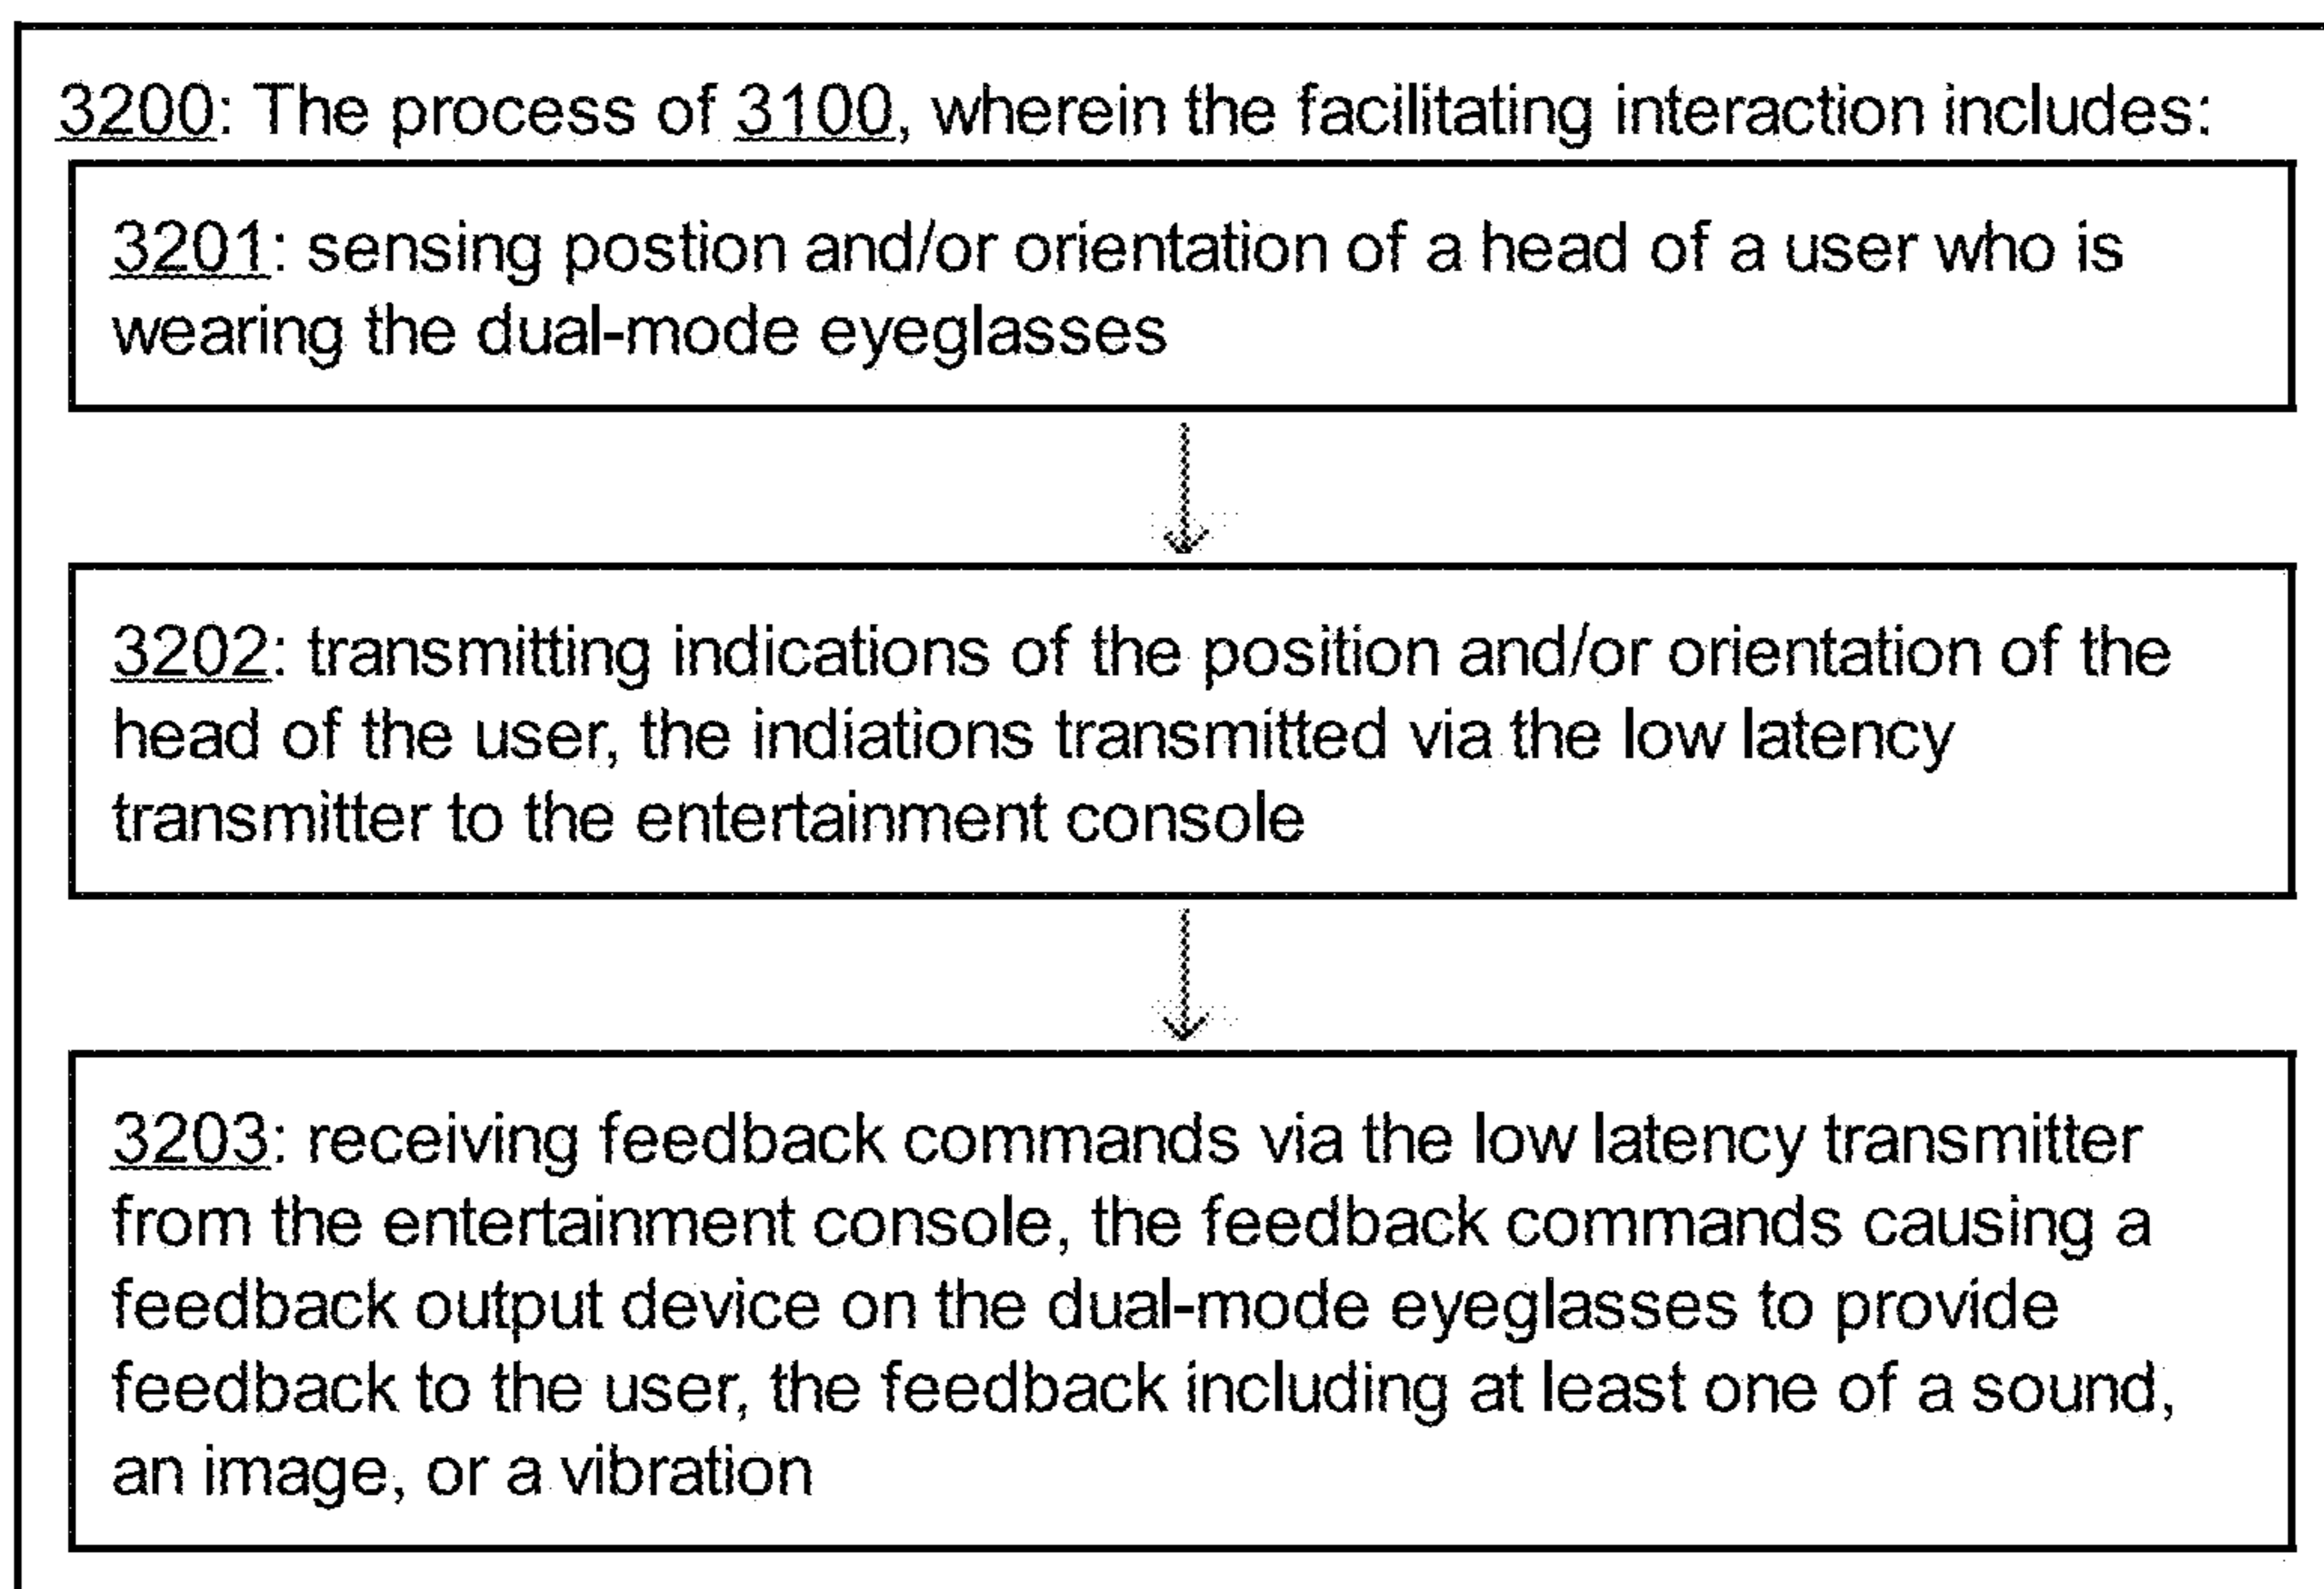 3200: The process of 3100, wherein the facilitating interaction includes:
3201: sensing postion and/or orientation of a head of a user who is
wearing the dual-mode eyeglasses
3202: transmitting indications of the position and/or orientation of the
head of the user, the indiations transmitted via the low latency
transmitter to the entertainment console
3203: receiving feedback commands via the low latency transmitter
from the entertainment console, the feedback commands causing a
feedback output device on the dual-mode eyeglasses to provide
feedback to the user, the feedback including at least one of a sound,
an image, or a vibration